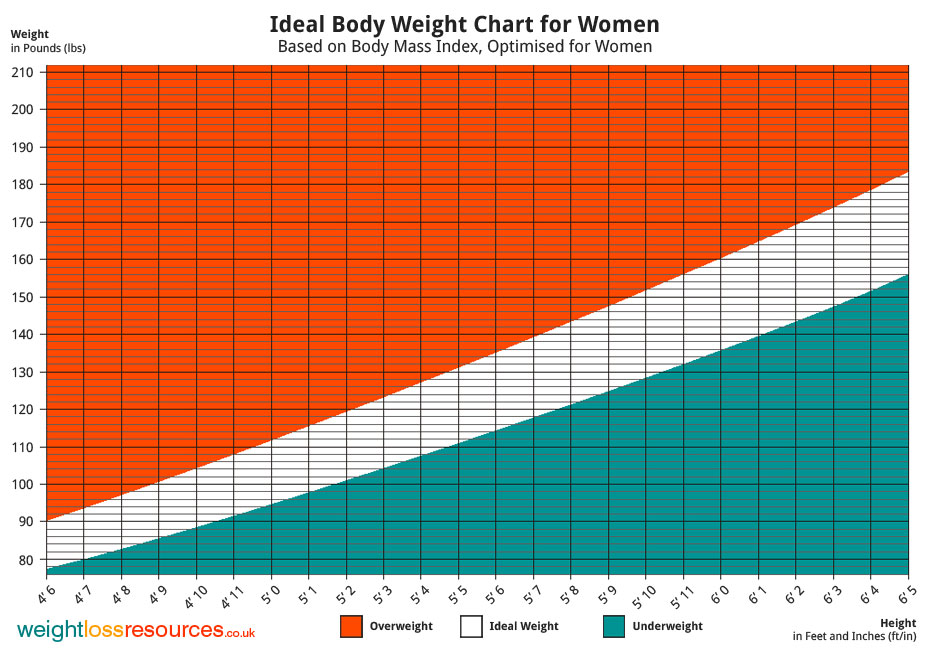 Ideal Body Weight Chart for Women
Based on Body Mass Index, Optimised for Women
Weight
in Pounds (lbs)
210
200
190
180
170
160
150
140
130
120
110
100
90
80
4'6 4'7 4'8 4'9 4'10 4'11 5'0 5'1 5'2 5'3 5'4 5'5 5'6 5'7 5'8 5'9 5'10 5'11 6'0 6'1 6'2 6'3 6'4 6'5
weightlossresources.co.uk
Overweight
Ideal Weight
Underweight
Height
in Feet and Inches (ft/in)